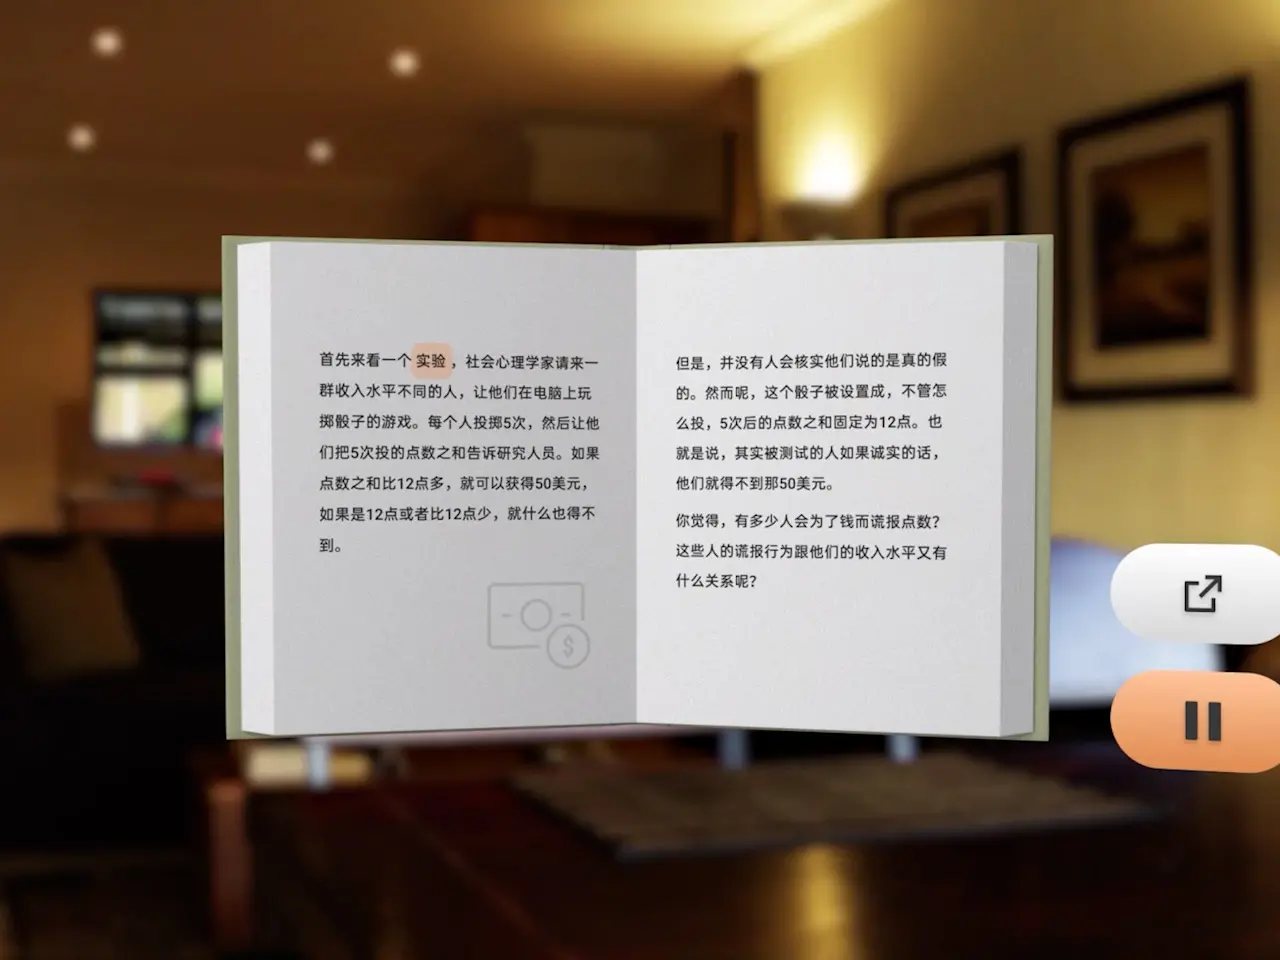 首先来看一个实验，社会心理学家请来一
群收入水平不同的人，让他们在电脑上玩
掷骰子的游戏。每个人投掷5次，然后让他
们把5次投的点数之和告诉研究人员。如果
点数之和比12点多，就可以获得50美元，
如果是12点或者比12点少，就什么也得不
到。
$
但是，并没有人会核实他们说的是真的假
的。然而呢，这个骰子被设置成，不管怎
么投，5次后的点数之和固定为12点。也
就是说，其实被测试的人如果诚实的话，
他们就得不到那50美元。
你觉得，有多少人会为了钱而谎报点数？
这些人的谎报行为跟他们的收入水平又有
什么关系呢？